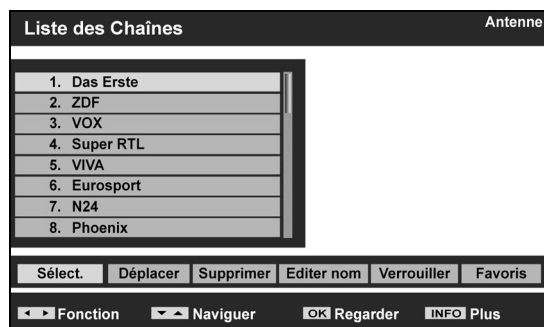 Liste des Chaînes Antenne
1. Das Erste
2. ZDF
3. VOX
4. Super RTL
5. VIVA
6. Eurosport
7. N24
8. Phoenix
Sélect. Déplacer Supprimer Editer nom Verrouiller Favoris
Fonction Naviguer OK Regarder INFO Plus